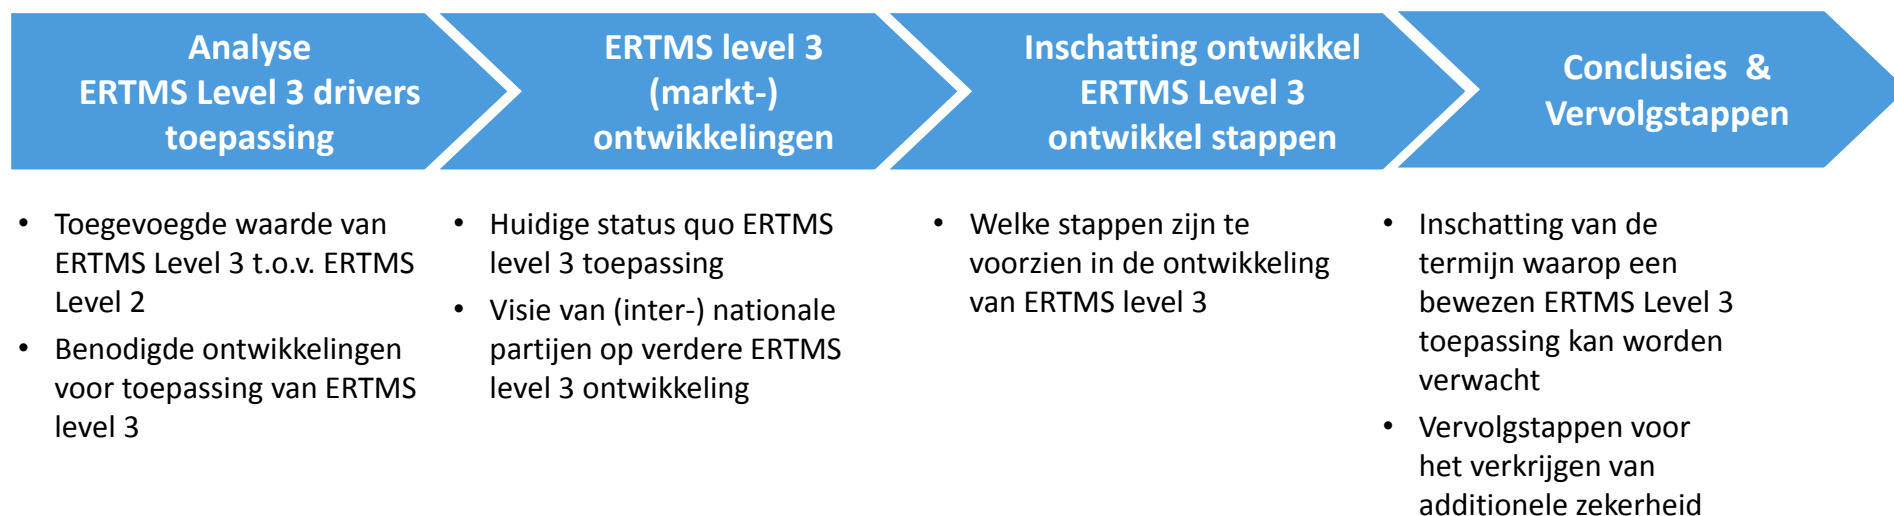 Analyse
ERTMS Level 3 drivers
toepassing
ERTMS level 3
(markt-)
ontwikkelingen
Inschatting ontwikkel
ERTMS Level 3
ontwikkel stappen
Conclusies &
Vervolgstappen
• Toegevoegde waarde van
ERTMS Level 3 t.o.v. ERTMS
Level 2
• Benodigde ontwikkelingen
voor toepassing van ERTMS
level 3
• Huidige status quo ERTMS
level 3 toepassing
• Visie van (inter-) nationale
partijen op verdere ERTMS
level 3 ontwikkeling
• Welke stappen zijn te
voorzien in de ontwikkeling
van ERTMS level 3
• Inschatting van de
termijn waarop een
bewezen ERTMS Level 3
toepassing kan worden
verwacht
• Vervolgstappen voor
het verkrijgen van
additionele zekerheid